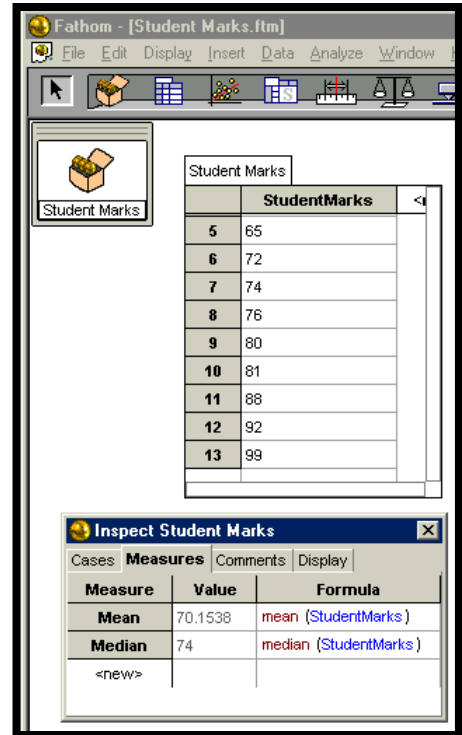 Fathom - [Student Marks.ftm]
File Edit Display Insert Data Analyze Window
S
Student Marks
Student Marks
StudentMarks
5 65
6 72
7 74
8 76
9 80
10 81
11 88
12 92
13 99
Inspect Student Marks
Cases Measures Comments Display
Measure Value Formula
Mean 70.1538 mean (StudentMarks)
Median 74 median (StudentMarks)
<new>